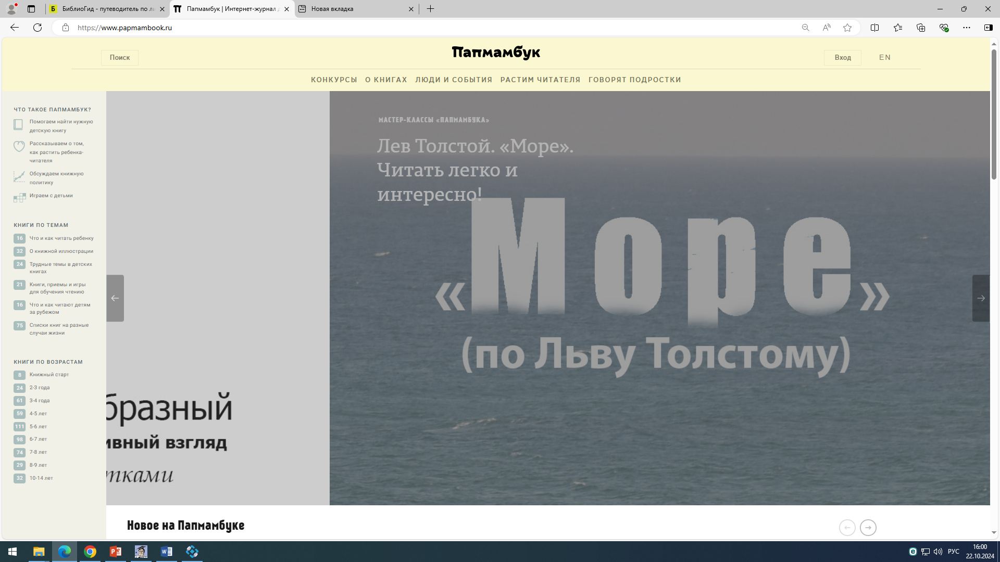 БиблиоГид - путеводитель по ли
Папмамбук | Интернет-журнал д
Новая вкладка
https://www.papmambook.ru
Поиск
Папмамбук
Вход
EN
КОНКУРСЫ О КНИГАХ ЛЮДИ И СОБЫТИЯ РАСТИМ ЧИТАТЕЛЯ ГОВОРЯТ ПОДРОСТКИ
ЧТО ТАКОЕ ПАПМАМБУК?
Помогаем найти нужную
детскую книгу
Рассказываем о том,
как растить ребенка-
читателя
Обсуждаем книжную
политику
Играем с детьми
КНИГИ ПО ТЕМАМ
16 Что и как читать ребенку
32 О книжной иллюстрации
24 Трудные темы в детских
книгах
21 Книги, приемы и игры
для обучения чтению
16 Что и как читают детям
за рубежом
75 Списки книг на разные
случаи жизни
КНИГИ ПО ВОЗРАСТАМ
8 Книжный старт
24 2-3 года
61 3-4 года
59 4-5 лет
111 5-6 лет
98 6-7 лет
74 7-8 лет
29 8-9 лет
32 10-14 лет
бразный
ивный взгляд
тками
МАСТЕР-КЛАССЫ «ПАПМАМБУКА»
Лев Толстой. «Море».
Читать легко и
интересно!
«Море»
(по Льву Толстому)
Новое на Папмамбуке
РУС
16:00
22.10.2024